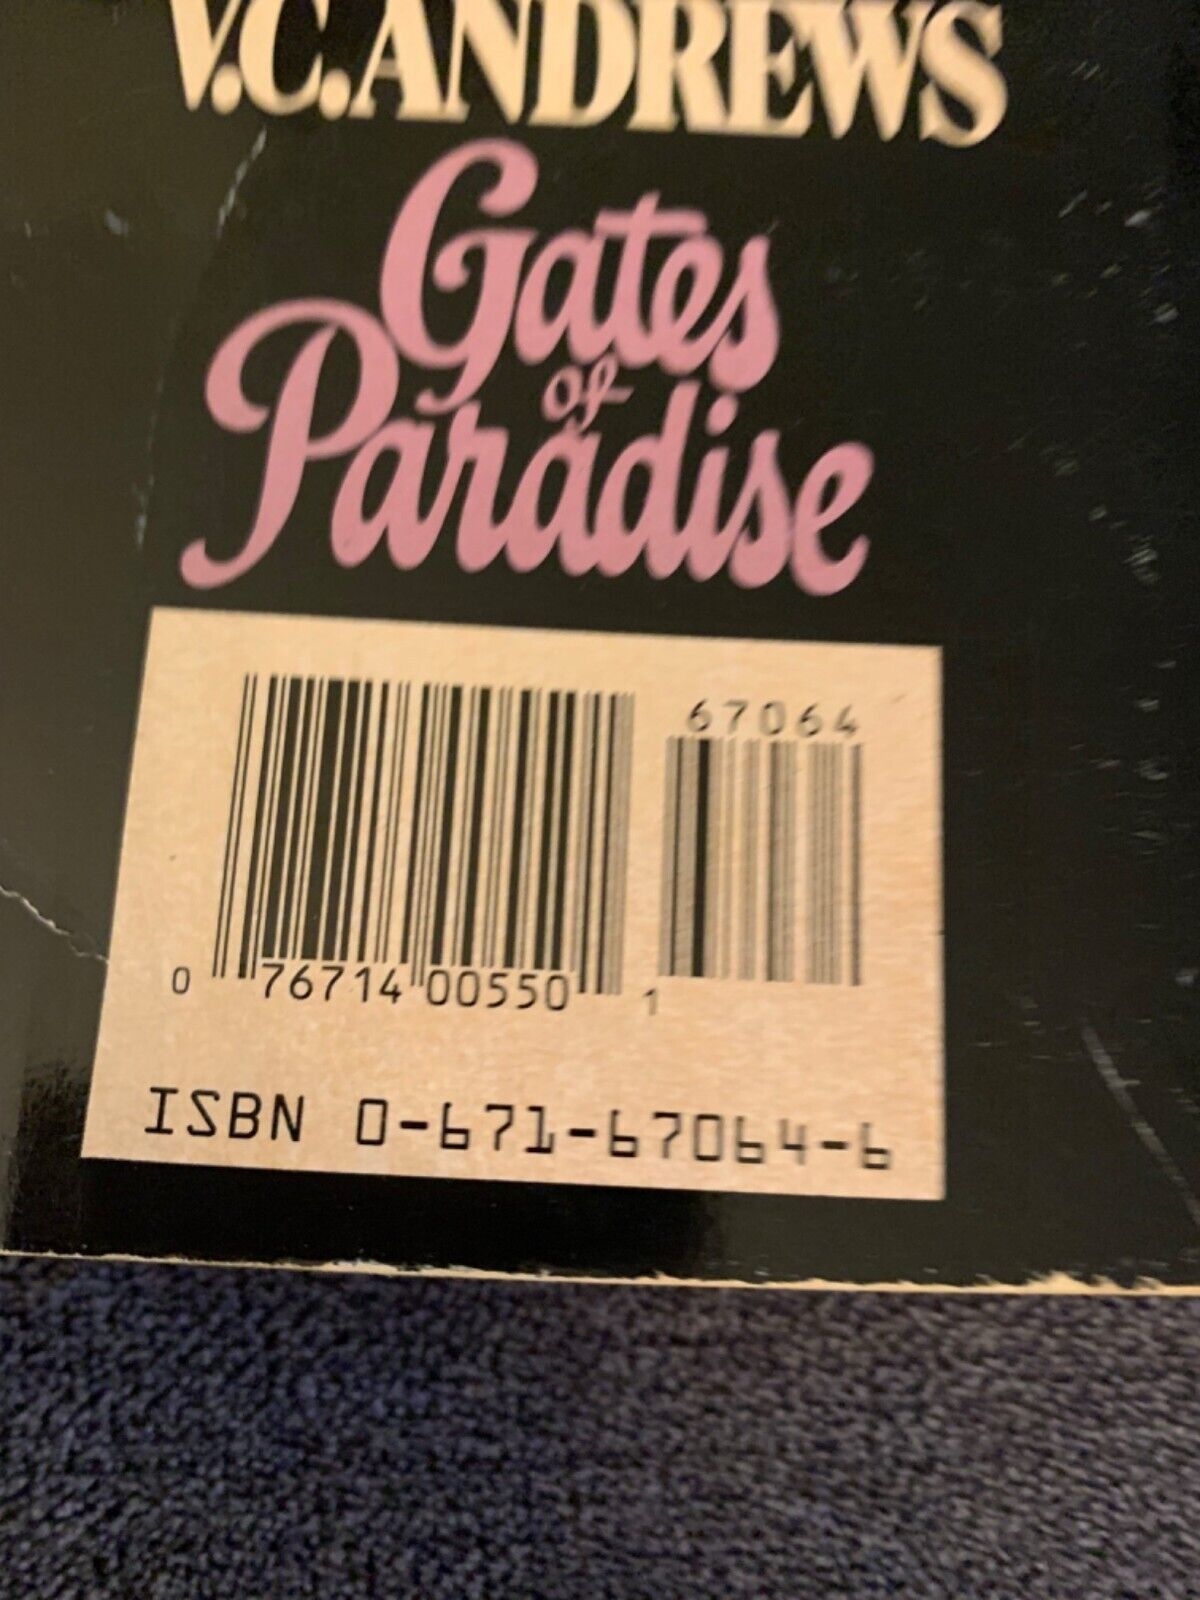 V.C. ANDREWS
Gates
of
Paradise
67064
0 76714 00550 1
ISBN 0-671-67064-6